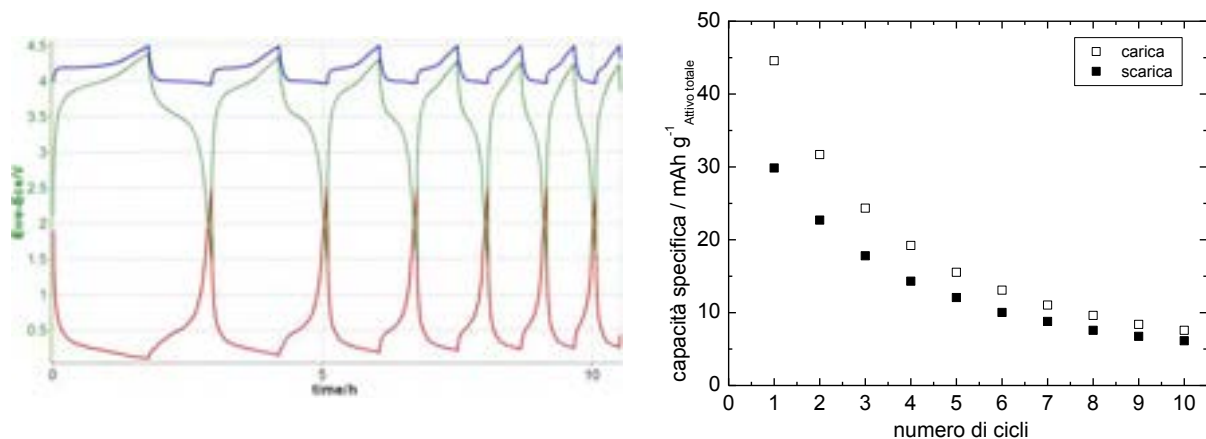 4.5
4
3.5
3
2.5
2
1.5
1
0.5
Ewe-Ece/V
0
5
10
time/h
50
40
30
20
10
0
capacità specifica / mAh g⁻¹ Attivo totale
carica
scarica
0 1 2 3 4 5 6 7 8 9 10
numero di cicli